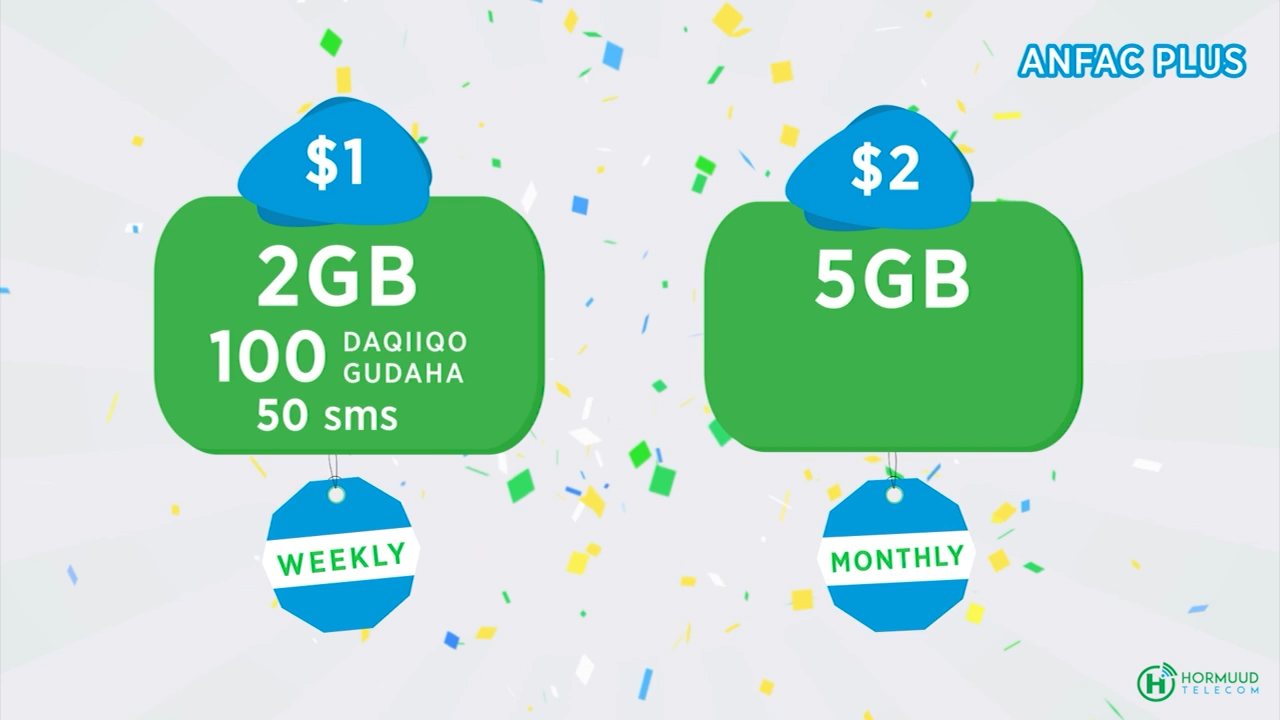 ANFAC PLUS
$1
2GB
100 DAQIIQO
GUDAHA
50 sms
WEEKLY
$2
5GB
MONTHLY
HORMUUD
TELECOM